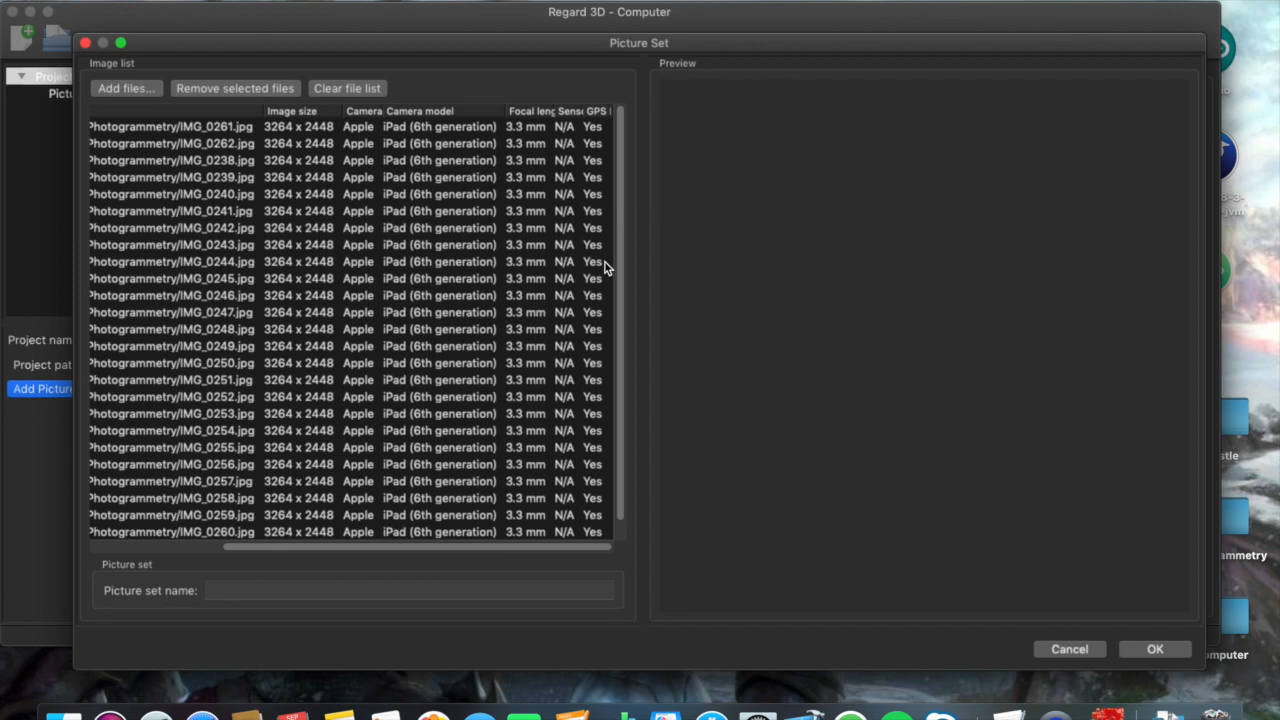 Regard 3D - Computer
Picture Set
Image list
Preview
Add files...
Remove selected files
Clear file list
Image size Camera Camera model Focal leng Sens GPS
Photogrammetry/IMG_0261.jpg 3264 x 2448 Apple iPad (6th generation) 3.3 mm N/A Yes
Photogrammetry/IMG_0262.jpg 3264 x 2448 Apple iPad (6th generation) 3.3 mm N/A Yes
Photogrammetry/IMG_0238.jpg 3264 x 2448 Apple iPad (6th generation) 3.3 mm N/A Yes
Photogrammetry/IMG_0239.jpg 3264 x 2448 Apple iPad (6th generation) 3.3 mm N/A Yes
Photogrammetry/IMG_0240.jpg 3264 x 2448 Apple iPad (6th generation) 3.3 mm N/A Yes
Photogrammetry/IMG_0241.jpg 3264 x 2448 Apple iPad (6th generation) 3.3 mm N/A Yes
Photogrammetry/IMG_0242.jpg 3264 x 2448 Apple iPad (6th generation) 3.3 mm N/A Yes
Photogrammetry/IMG_0243.jpg 3264 x 2448 Apple iPad (6th generation) 3.3 mm N/A Yes
Photogrammetry/IMG_0244.jpg 3264 x 2448 Apple iPad (6th generation) 3.3 mm N/A Yes
Photogrammetry/IMG_0245.jpg 3264 x 2448 Apple iPad (6th generation) 3.3 mm N/A Yes
Photogrammetry/IMG_0246.jpg 3264 x 2448 Apple iPad (6th generation) 3.3 mm N/A Yes
Photogrammetry/IMG_0247.jpg 3264 x 2448 Apple iPad (6th generation) 3.3 mm N/A Yes
Photogrammetry/IMG_0248.jpg 3264 x 2448 Apple iPad (6th generation) 3.3 mm N/A Yes
Photogrammetry/IMG_0249.jpg 3264 x 2448 Apple iPad (6th generation) 3.3 mm N/A Yes
Photogrammetry/IMG_0250.jpg 3264 x 2448 Apple iPad (6th generation) 3.3 mm N/A Yes
Photogrammetry/IMG_0251.jpg 3264 x 2448 Apple iPad (6th generation) 3.3 mm N/A Yes
Photogrammetry/IMG_0252.jpg 3264 x 2448 Apple iPad (6th generation) 3.3 mm N/A Yes
Photogrammetry/IMG_0253.jpg 3264 x 2448 Apple iPad (6th generation) 3.3 mm N/A Yes
Photogrammetry/IMG_0254.jpg 3264 x 2448 Apple iPad (6th generation) 3.3 mm N/A Yes
Photogrammetry/IMG_0255.jpg 3264 x 2448 Apple iPad (6th generation) 3.3 mm N/A Yes
Photogrammetry/IMG_0256.jpg 3264 x 2448 Apple iPad (6th generation) 3.3 mm N/A Yes
Photogrammetry/IMG_0257.jpg 3264 x 2448 Apple iPad (6th generation) 3.3 mm N/A Yes
Photogrammetry/IMG_0258.jpg 3264 x 2448 Apple iPad (6th generation) 3.3 mm N/A Yes
Photogrammetry/IMG_0259.jpg 3264 x 2448 Apple iPad (6th generation) 3.3 mm N/A Yes
Photogrammetry/IMG_0260.jpg 3264 x 2448 Apple iPad (6th generation) 3.3 mm N/A Yes
Picture set
Picture set name:
Cancel
OK
Projec
Pictu
Project nam
Project pat
Add Pictur
stle
ammetry
omputer
SEP